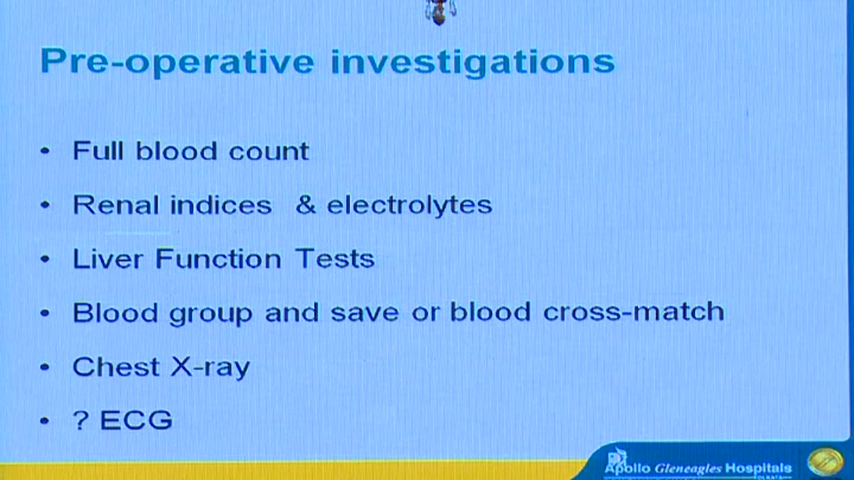 Pre-operative investigations
• Full blood count
• Renal indices & electrolytes
• Liver Function Tests
• Blood group and save or blood cross-match
• Chest X-ray
• ? ECG
Apollo Gleneagles Hospitals
KOLKATA